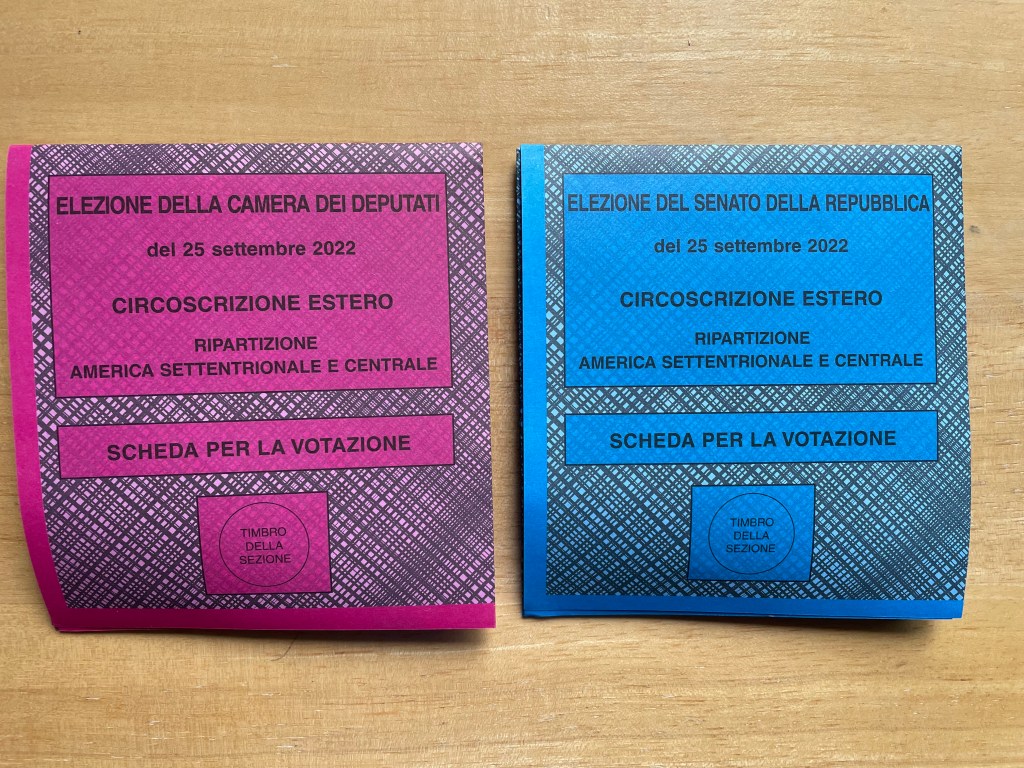 ELEZIONE DELLA CAMERA DEI DEPUTATI
del 25 settembre 2022
CIRCOSCRIZIONE ESTERO
RIPARTIZIONE
AMERICA SETTENTRIONALE E CENTRALE
SCHEDA PER LA VOTAZIONE
TIMBRO
DELLA
SEZIONE
ELEZIONE DEL SENATO DELLA REPUBBLICA
del 25 settembre 2022
CIRCOSCRIZIONE ESTERO
RIPARTIZIONE
AMERICA SETTENTRIONALE E CENTRALE
SCHEDA PER LA VOTAZIONE
TIMBRO
DELLA
SEZIONE